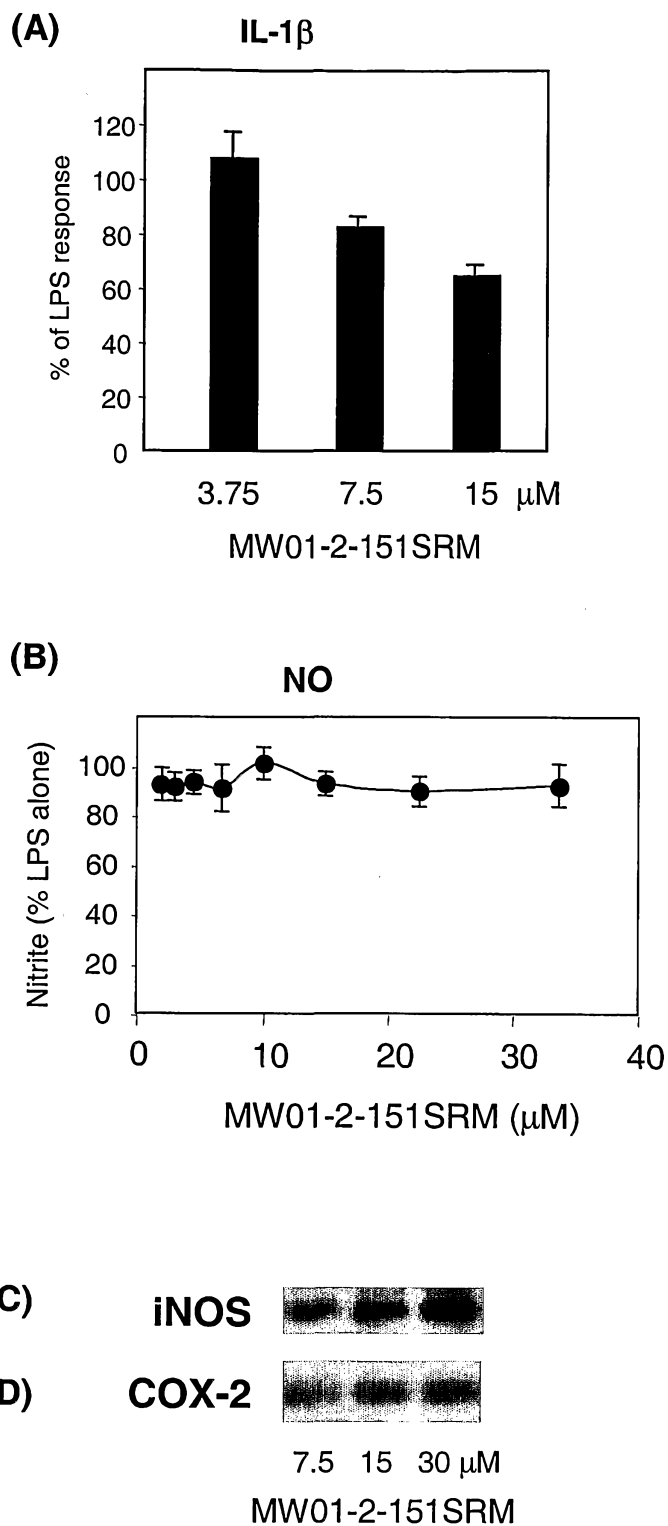 (A)
IL-1β
120
100
80
60
40
20
0
% of LPS response
3.75 7.5 15 μM
MW01-2-151SRM
(B)
NO
100
80
60
40
20
0
Nitrite (% LPS alone)
0 10 20 30 40
MW01-2-151SRM (μM)
C) iNOS
D) COX-2
7.5 15 30 μM
MW01-2-151SRM